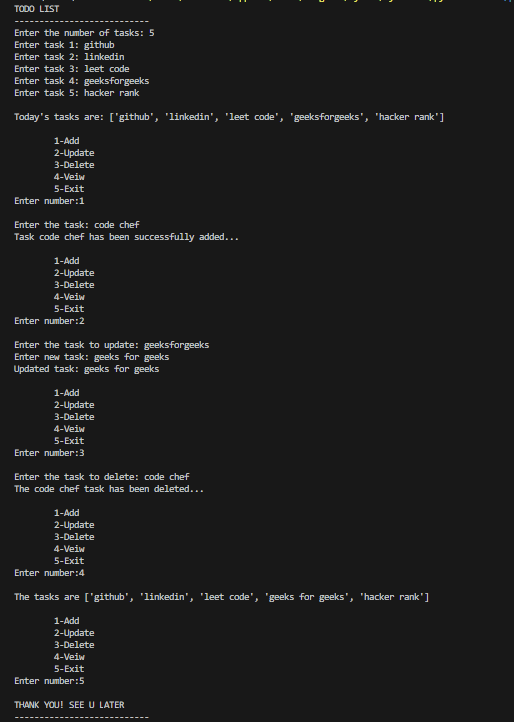 TODO LIST
---------------------------
Enter the number of tasks: 5
Enter task 1: github
Enter task 2: linkedin
Enter task 3: leet code
Enter task 4: geeksforgeeks
Enter task 5: hacker rank
Today's tasks are: ['github', 'linkedin', 'leet code', 'geeksforgeeks', 'hacker rank']
1-Add
2-Update
3-Delete
4-Veiw
5-Exit
Enter number:1
Enter the task: code chef
Task code chef has been successfully added...
1-Add
2-Update
3-Delete
4-Veiw
5-Exit
Enter number:2
Enter the task to update: geeksforgeeks
Enter new task: geeks for geeks
Updated task: geeks for geeks
1-Add
2-Update
3-Delete
4-Veiw
5-Exit
Enter number:3
Enter the task to delete: code chef
The code chef task has been deleted...
1-Add
2-Update
3-Delete
4-Veiw
5-Exit
Enter number:4
The tasks are ['github', 'linkedin', 'leet code', 'geeks for geeks', 'hacker rank']
1-Add
2-Update
3-Delete
4-Veiw
5-Exit
Enter number:5
THANK YOU! SEE U LATER
---------------------------